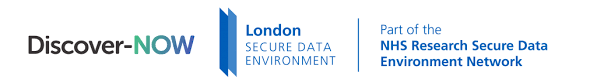 Discover-NOW
London
SECURE DATA
ENVIRONMENT
Part of the
NHS Research Secure Data
Environment Network